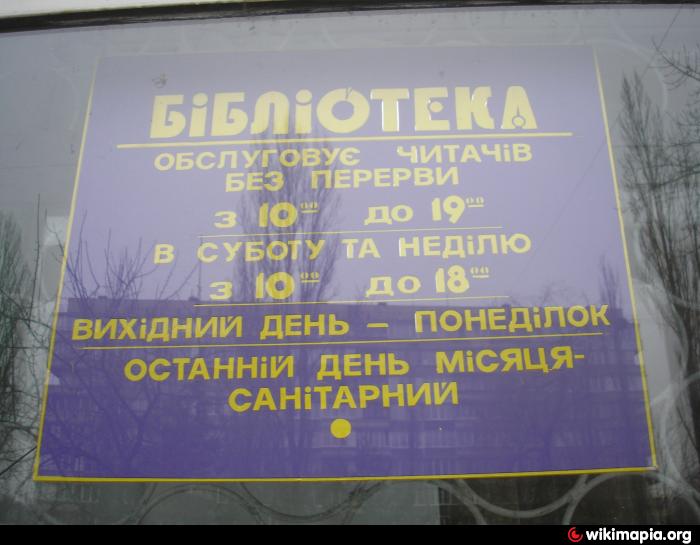 БІБЛІОТЕКА
ОБСЛУГОВУЄ ЧИТАЧІВ
БЕЗ ПЕРЕРВИ
З 10⁰⁰ ДО 19⁰⁰
В СУБОТУ ТА НЕДІЛЮ
З 10⁰⁰ ДО 18⁰⁰
ВИХІДНИЙ ДЕНЬ – ПОНЕДІЛОК
ОСТАННІЙ ДЕНЬ МІСЯЦЯ-
САНІТАРНИЙ
wikimapia.org